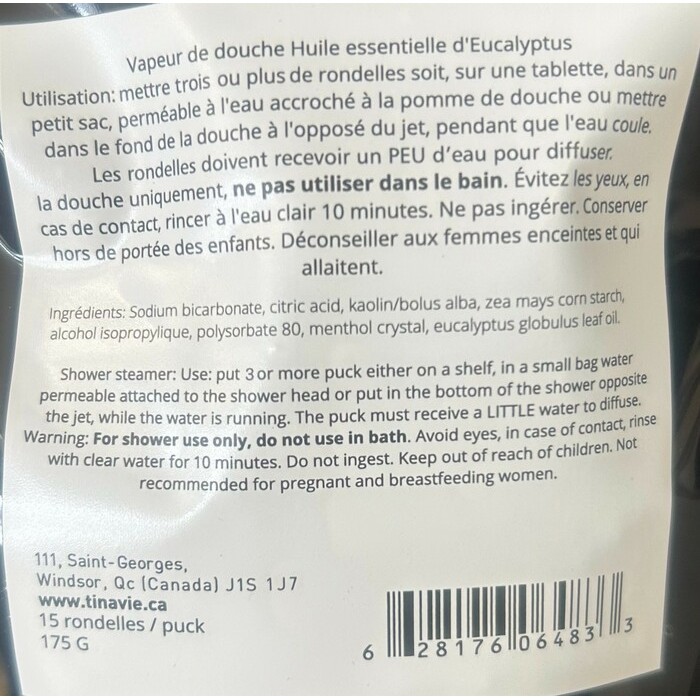 Vapeur de douche Huile essentielle d'Eucalyptus
Utilisation: mettre trois ou plus de rondelles soit, sur une tablette, dans un
petit sac, perméable à l'eau accroché à la pomme de douche ou mettre
dans le fond de la douche à l'opposé du jet, pendant que l'eau coule.
Les rondelles doivent recevoir un PEU d'eau pour diffuser.
la douche uniquement, ne pas utiliser dans le bain. Évitez les yeux, en
cas de contact, rincer à l'eau clair 10 minutes. Ne pas ingérer. Conserver
hors de portée des enfants. Déconseiller aux femmes enceintes et qui
allaitent.
Ingrédients: Sodium bicarbonate, citric acid, kaolin/bolus alba, zea mays corn starch,
alcohol isopropylique, polysorbate 80, menthol crystal, eucalyptus globulus leaf oil.
Shower steamer: Use: put 3 or more puck either on a shelf, in a small bag water
permeable attached to the shower head or put in the bottom of the shower opposite
the jet, while the water is running. The puck must receive a LITTLE water to diffuse.
Warning: For shower use only, do not use in bath. Avoid eyes, in case of contact, rinse
with clear water for 10 minutes. Do not ingest. Keep out of reach of children. Not
recommended for pregnant and breastfeeding women.
111, Saint-Georges,
Windsor, Qc (Canada) J1S 1J7
www.tinavie.ca
15 rondelles / puck
175 G
6 28176 06483 3